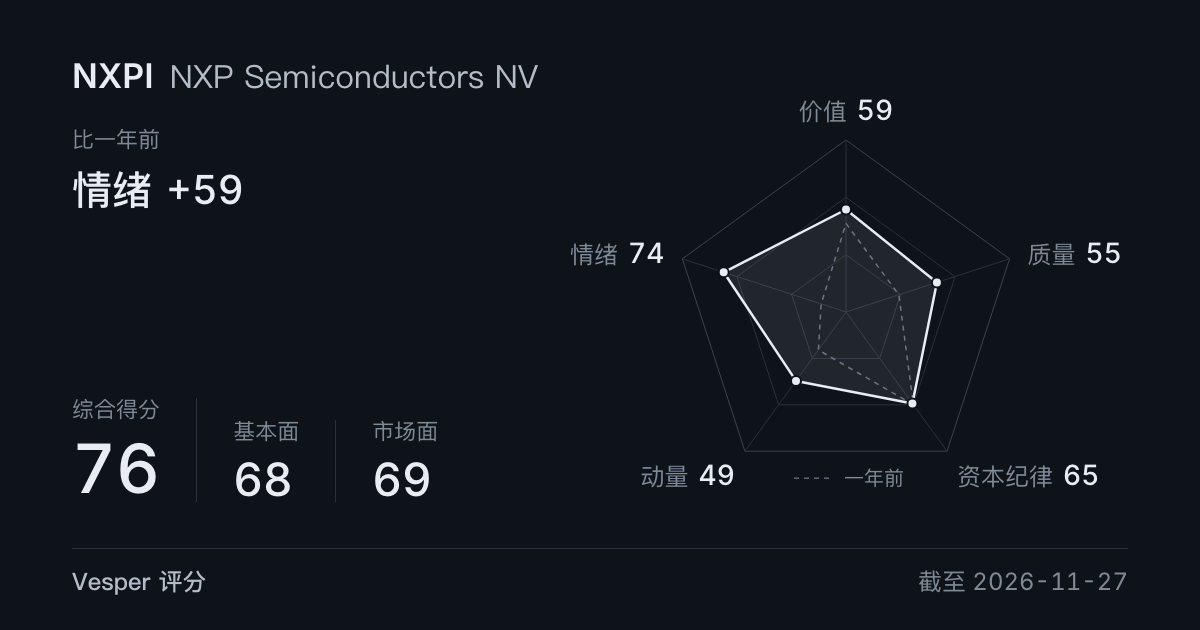 NXPI NXP Semiconductors NV
比一年前
情绪 +59
综合得分
76
基本面
68
市场面
69
价值 59
情绪 74
质量 55
动量 49
资本纪律 65
一年前
Vesper 评分
截至 2026-11-27